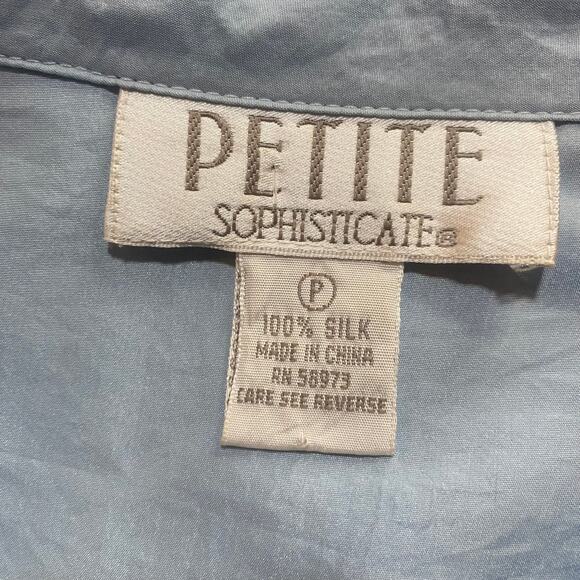 PETITE
SOPHISTICATE®
P
100% SILK
MADE IN CHINA
RN 58973
CARE SEE REVERSE